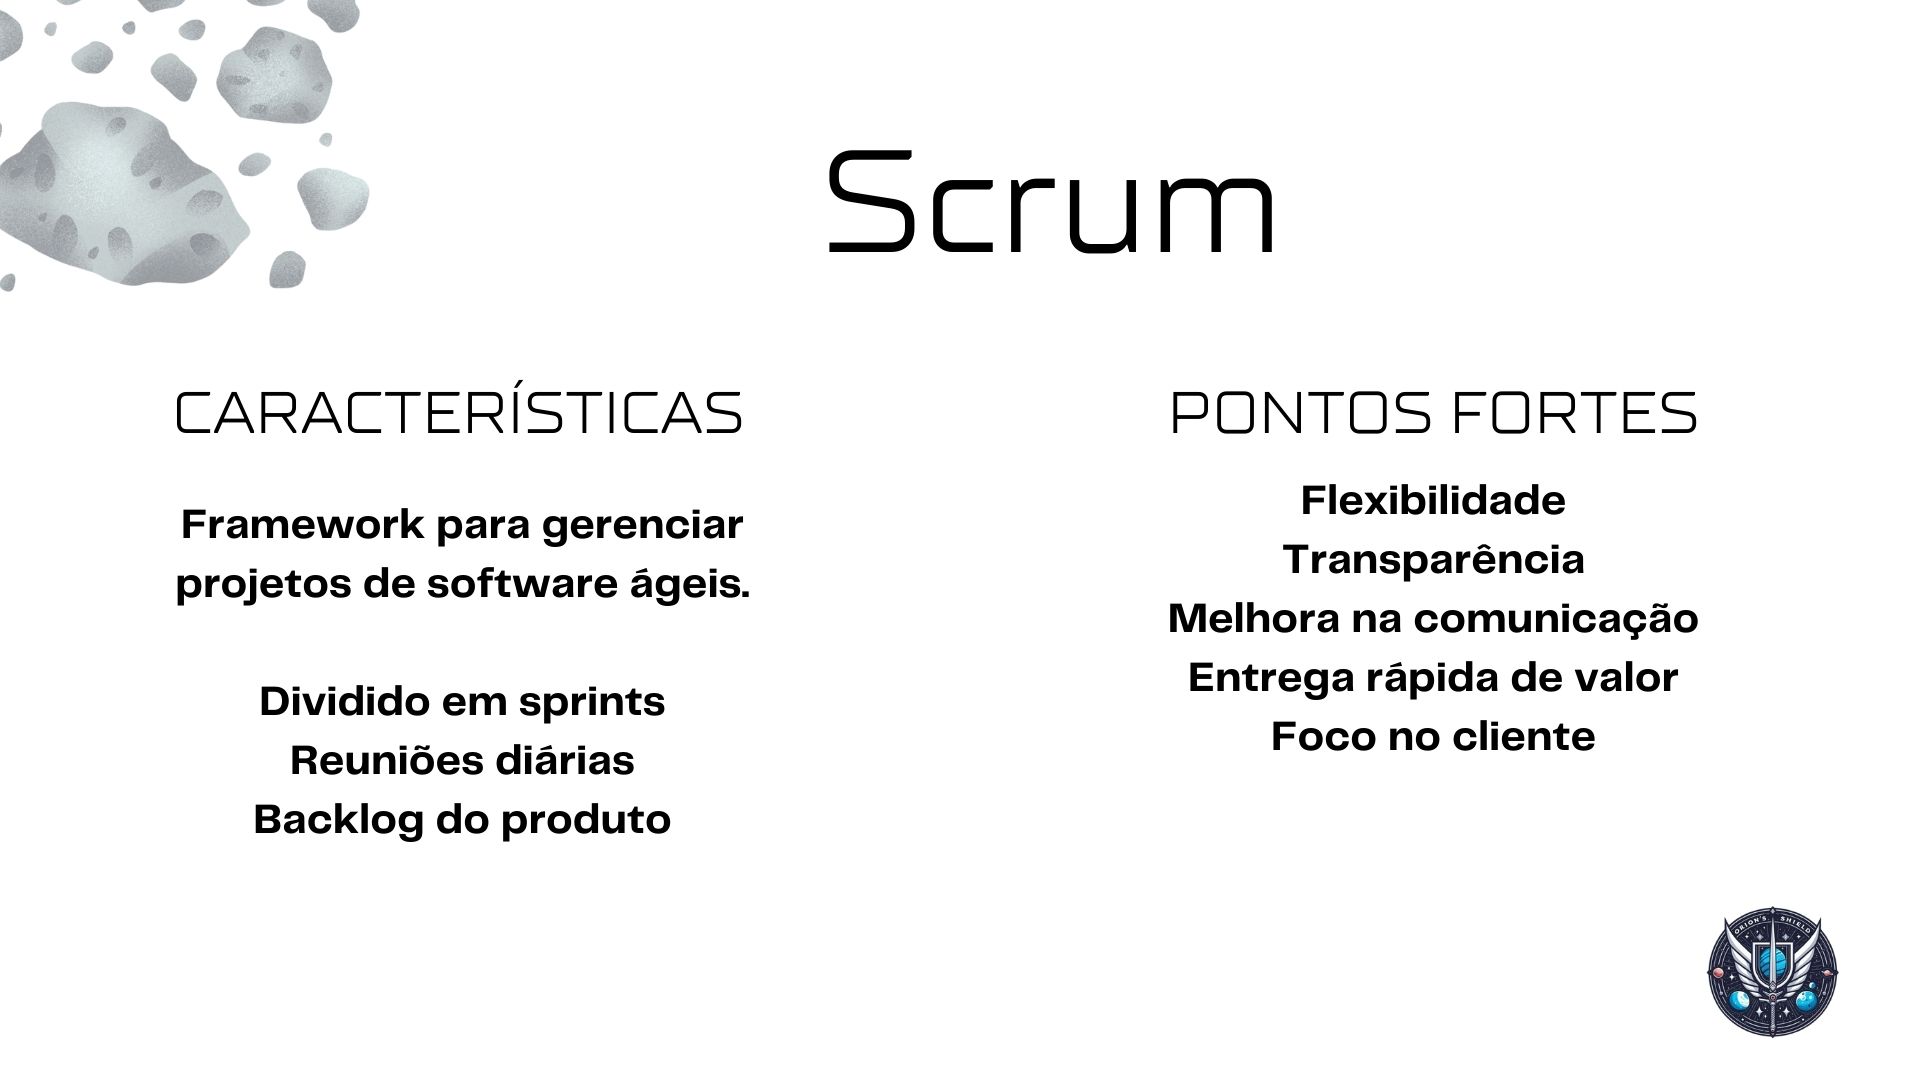 Scrum
CARACTERÍSTICAS
Framework para gerenciar
projetos de software ágeis.
Dividido em sprints
Reuniões diárias
Backlog do produto
PONTOS FORTES
Flexibilidade
Transparência
Melhora na comunicação
Entrega rápida de valor
Foco no cliente
ORION'S SHIELD